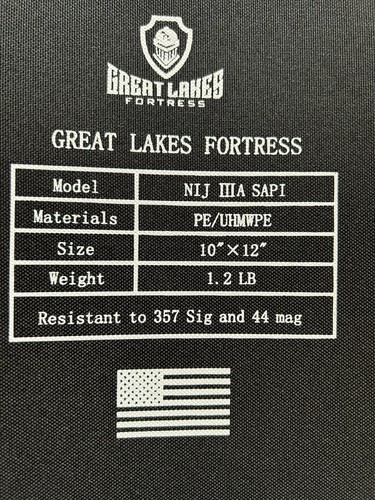 GREAT LAKES
FORTRESS
GREAT LAKES FORTRESS
Model NIJ ⅢA SAPI
Materials PE/UHMWPE
Size 10″×12″
Weight 1.2 LB
Resistant to 357 Sig and 44 mag